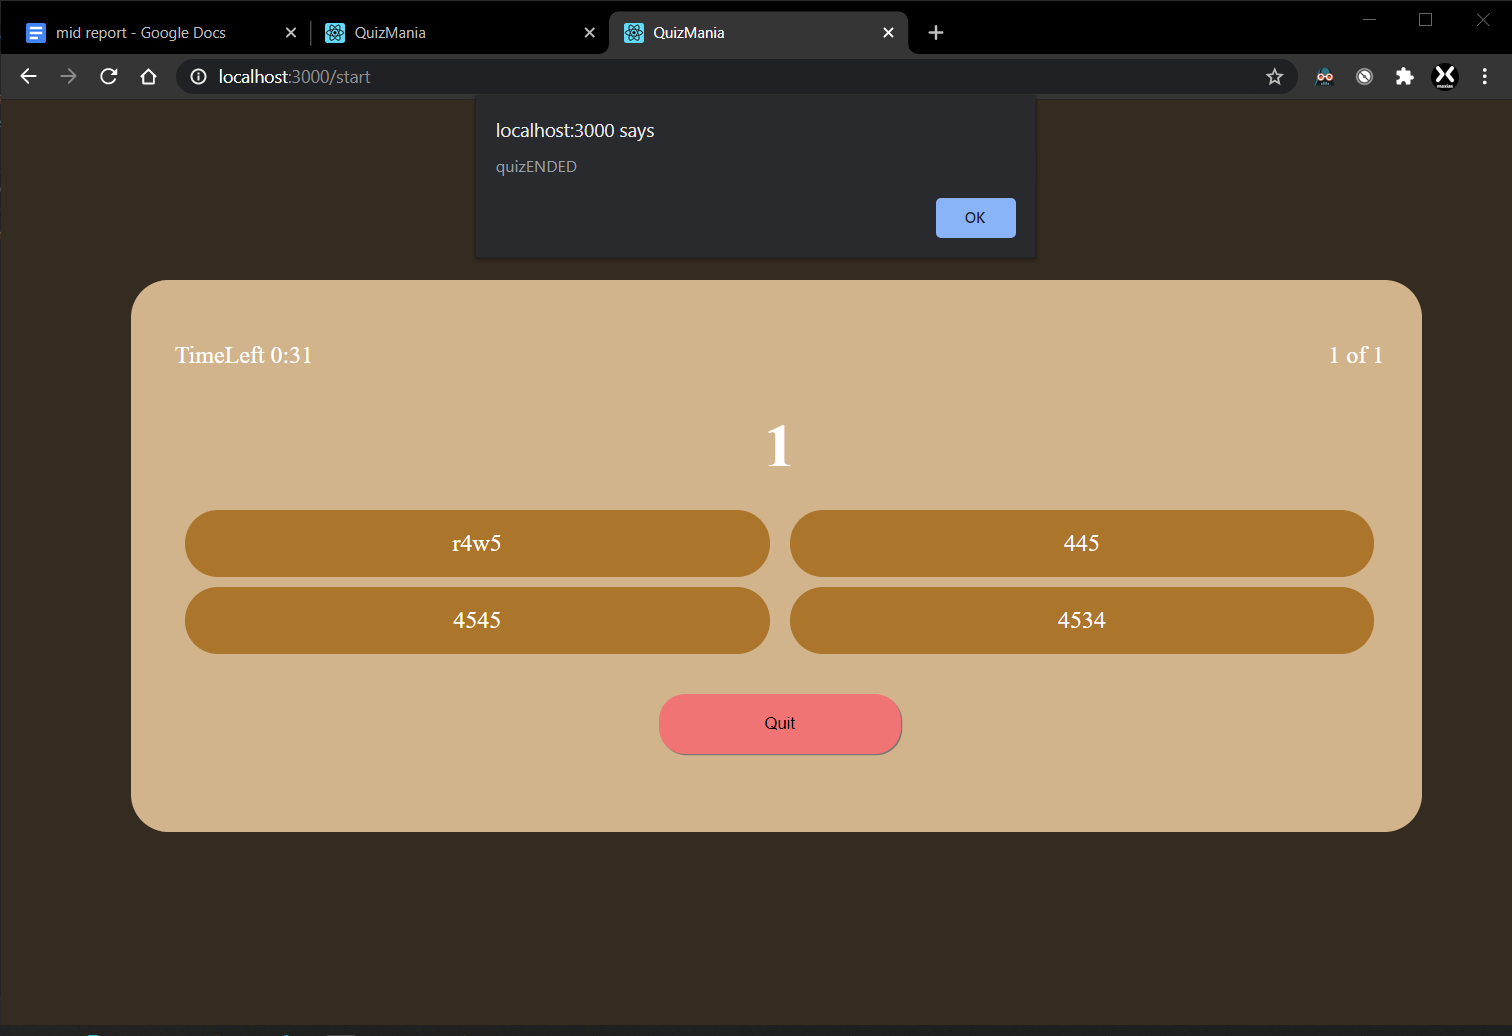 mid report - Google Docs
QuizMania
QuizMania
localhost:3000/start
localhost:3000 says
quizENDED
OK
TimeLeft 0:31
1 of 1
1
r4w5
445
4545
4534
Quit